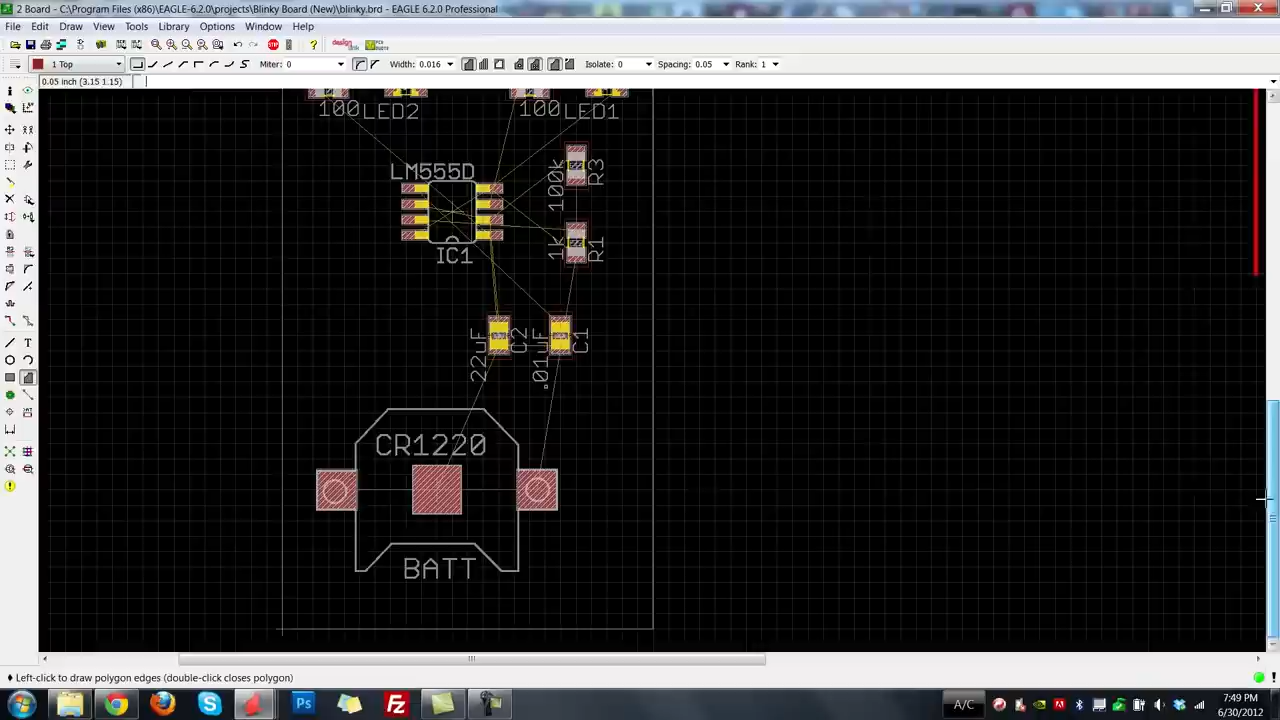 2 Board - C:\Program Files (x86)\EAGLE-6.2.0\projects\Blinky Board (New)\blinky.brd - EAGLE 6.2.0 Professional
File Edit Draw View Tools Library Options Window Help
1 Top Miter: 0 Width: 0.016 Isolate: 0 Spacing: 0.05 Rank: 1
0.05 inch (3.15 1.15)
100 LED2 100 LED1
LM555D
100k R3
IC1
1k R1
22uF C2 .01uF C1
CR1220
BATT
Left-click to draw polygon edges (double-click closes polygon)
A/C
7:49 PM
6/30/2012